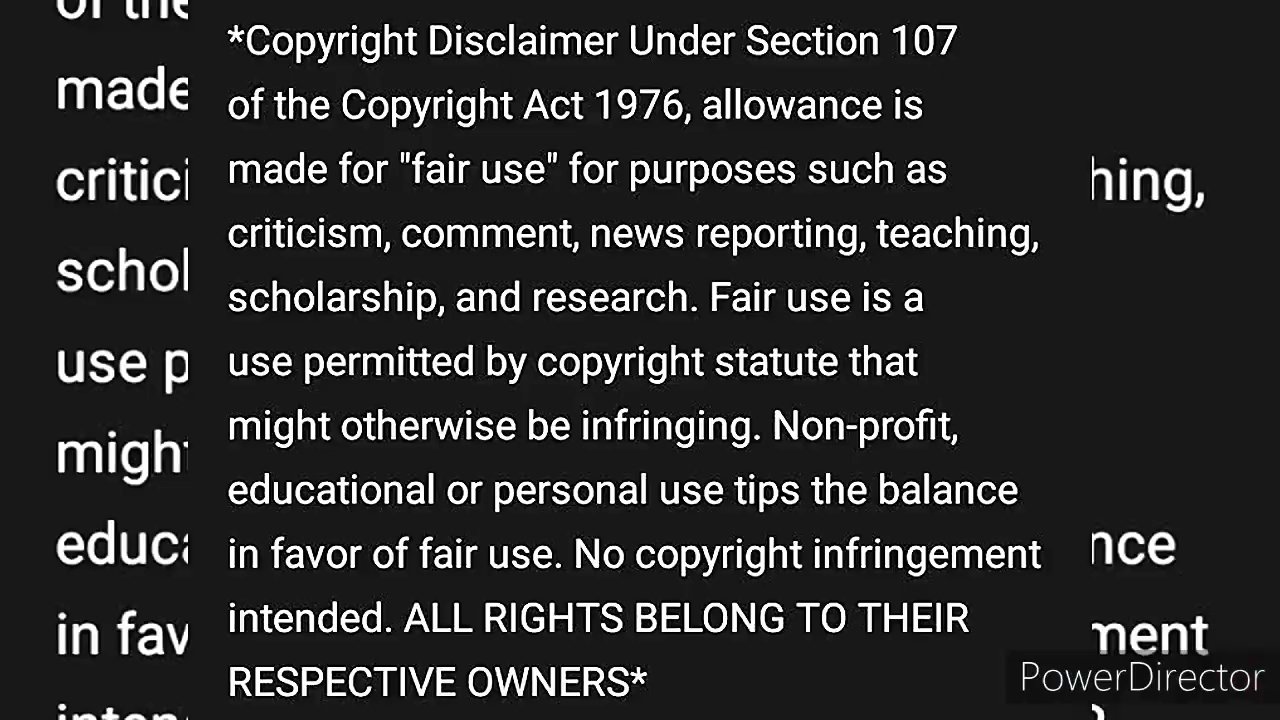 *Copyright Disclaimer Under Section 107
of the Copyright Act 1976, allowance is
made for "fair use" for purposes such as
criticism, comment, news reporting, teaching,
scholarship, and research. Fair use is a
use permitted by copyright statute that
might otherwise be infringing. Non-profit,
educational or personal use tips the balance
in favor of fair use. No copyright infringement
intended. ALL RIGHTS BELONG TO THEIR
RESPECTIVE OWNERS*
PowerDirector